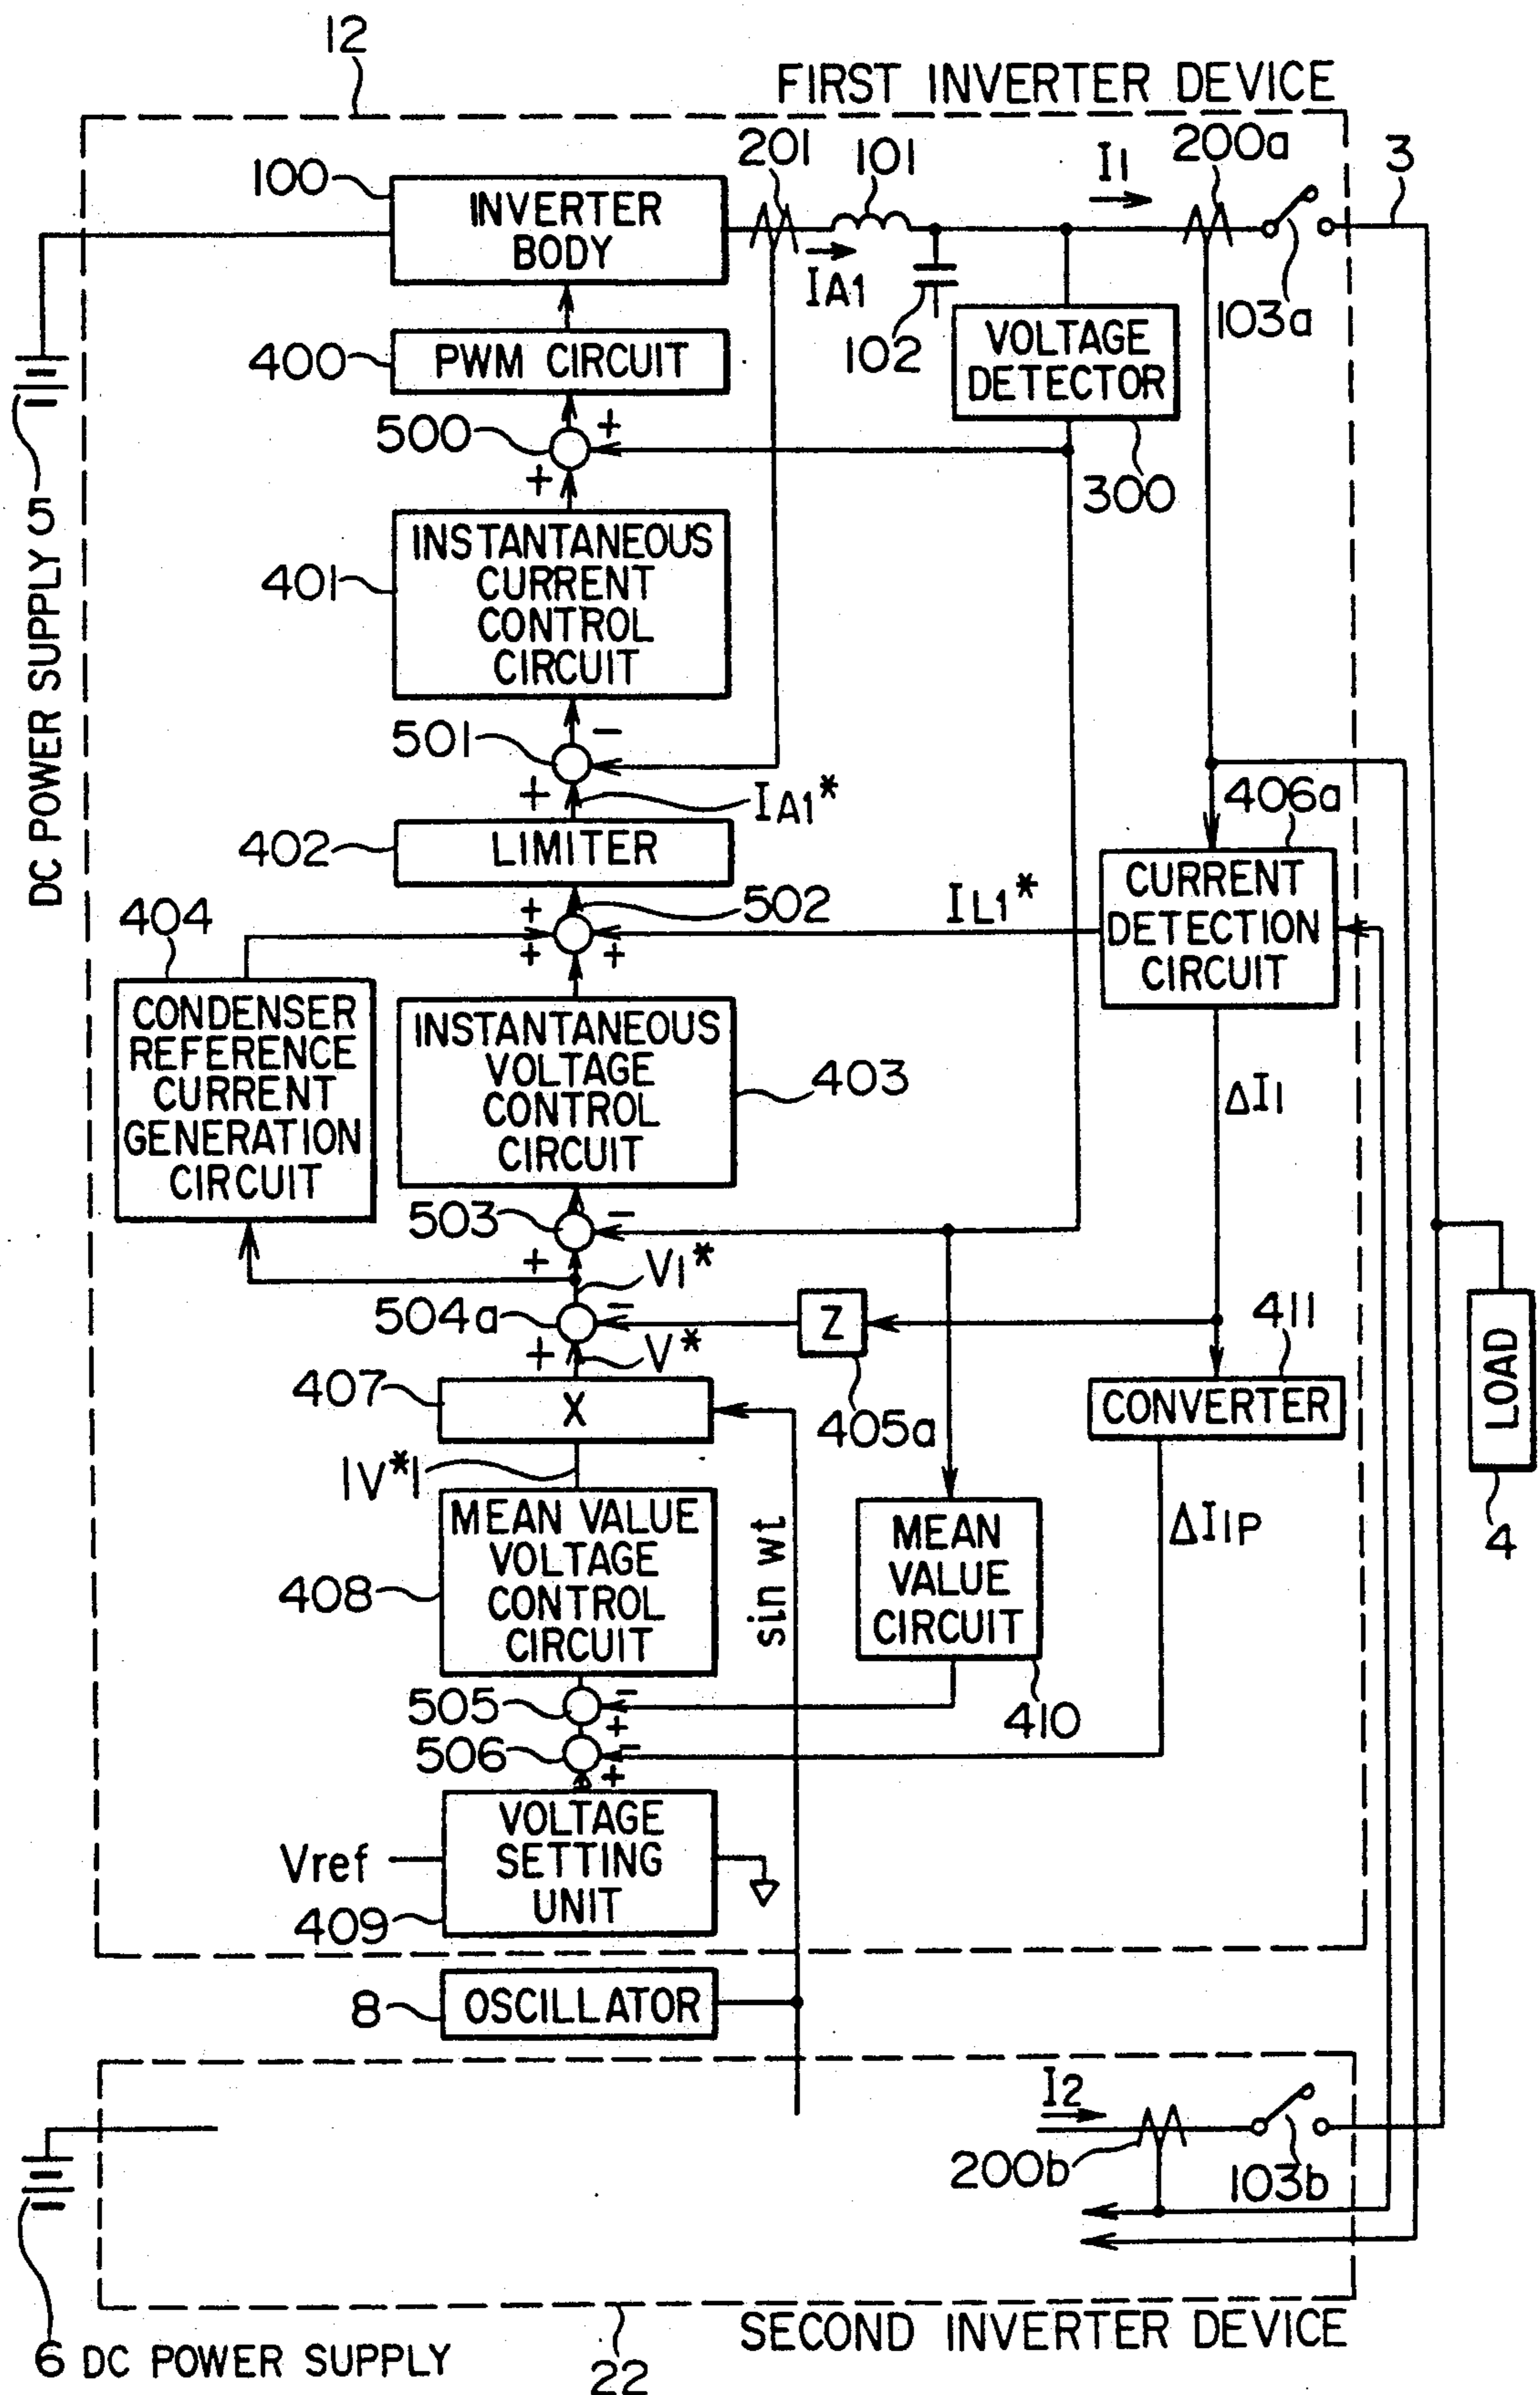 12
FIRST INVERTER DEVICE
201
101
I1
200a
3
100
INVERTER
BODY
IA1
102
103a
400
PWM CIRCUIT
VOLTAGE
DETECTOR
500
+
+
300
DC POWER SUPPLY 5
401
INSTANTANEOUS
CURRENT
CONTROL
CIRCUIT
501
−
+
IA1*
406a
402
LIMITER
404
+
502
IL1*
+
+
CURRENT
DETECTION
CIRCUIT
CONDENSER
REFERENCE
CURRENT
GENERATION
CIRCUIT
INSTANTANEOUS
VOLTAGE
CONTROL
CIRCUIT
403
ΔI1
503
−
+
V1*
504a
−
Z
411
+
V*
407
X
405a
CONVERTER
LOAD
|V*|
4
MEAN VALUE
VOLTAGE
CONTROL
CIRCUIT
408
sin wt
MEAN
VALUE
CIRCUIT
ΔI1P
505
−
+
410
506
−
+
Vref
VOLTAGE
SETTING
UNIT
409
8
OSCILLATOR
I2
200b
103b
6 DC POWER SUPPLY
22
SECOND INVERTER DEVICE